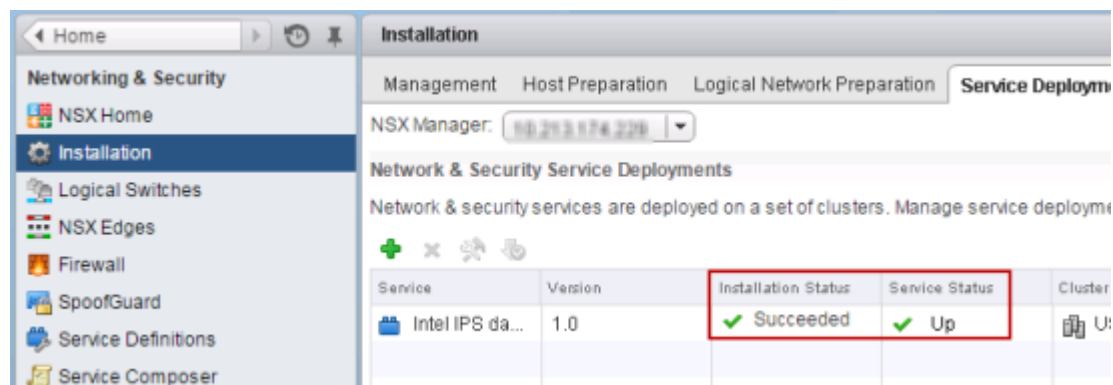 Home
Installation
Networking & Security
Management Host Preparation Logical Network Preparation Service Deployme
NSX Home
NSX Manager:
Installation
Network & Security Service Deployments
Logical Switches
Network & security services are deployed on a set of clusters. Manage service deployme
NSX Edges
Firewall
Service Version Installation Status Service Status Cluster
SpoofGuard
Intel IPS da... 1.0 Succeeded Up US
Service Definitions
Service Composer